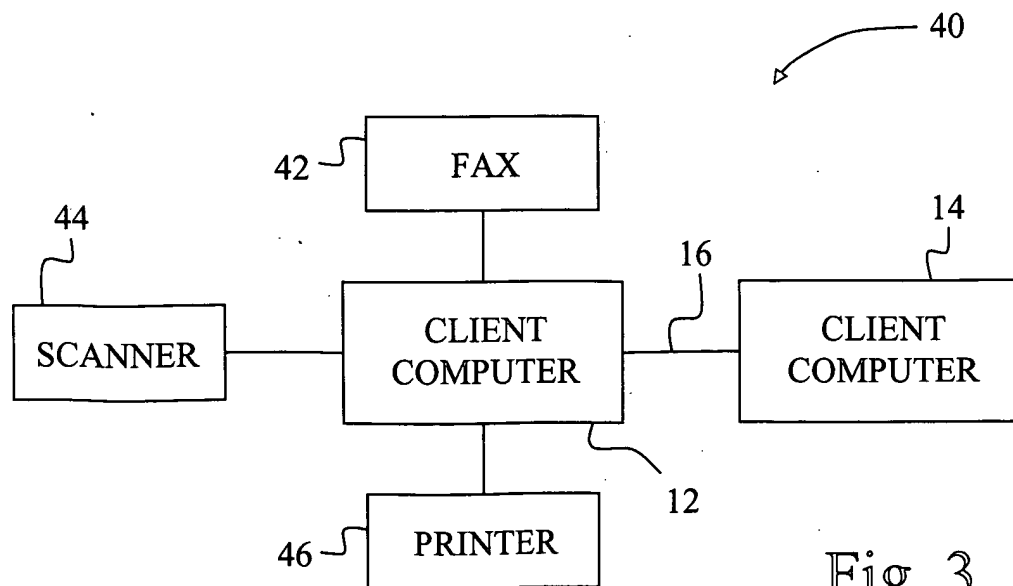 40
42
FAX
44
14
16
SCANNER
CLIENT
COMPUTER
CLIENT
COMPUTER
12
46
PRINTER
Fig. 3